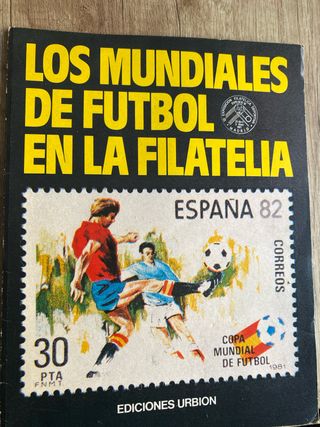 LOS MUNDIALES
DE FUTBOL
EN LA FILATELIA
MADRID
ESPAÑA 82
CORREOS
30
PTA
F.N.M.T.
COPA
MUNDIAL
DE FUTBOL
1981
EDICIONES URBION